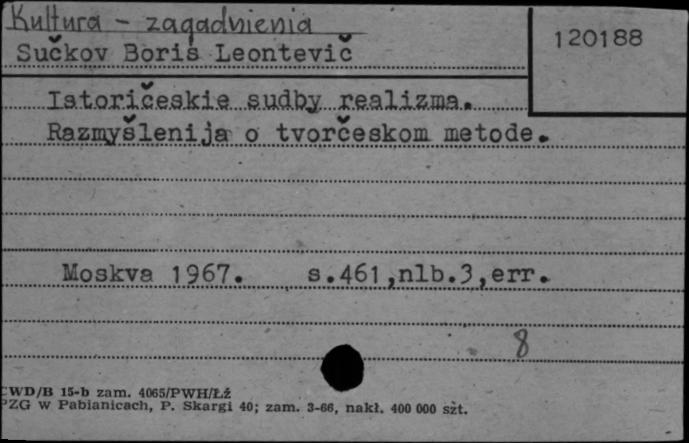 Kultura - zagadnienia
120188
Sučkov Boris Leontevič
Istoričeskie sudby realizma.
Razmyšlenija o tvorčeskom metode.
Moskva 1967. s.461,nlb.3,err.
8
CWD/B 15-b zam. 4065/PWH/Łź
PZG w Pabianicach, P. Skargi 40; zam. 3-66, nakł. 400 000 szt.